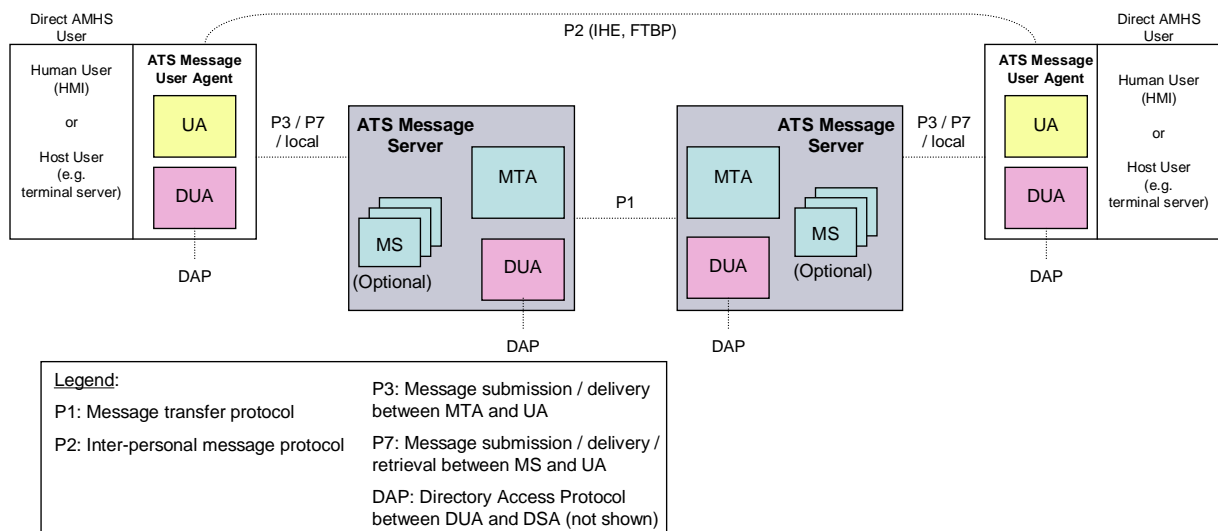 Direct AMHS
User
Human User
(HMI)
or
Host User
(e.g.
terminal server)
ATS Message
User Agent
UA
DUA
DAP
P2 (IHE, FTBP)
P3 / P7
/ local
ATS Message
Server
MTA
MS
(Optional)
DUA
DAP
P1
ATS Message
Server
MTA
MS
(Optional)
DUA
DAP
P3 / P7
/ local
Direct AMHS
User
ATS Message
User Agent
UA
DUA
DAP
Human User
(HMI)
or
Host User
(e.g.
terminal server)
Legend:
P1: Message transfer protocol
P2: Inter-personal message protocol
P3: Message submission / delivery
between MTA and UA
P7: Message submission / delivery /
retrieval between MS and UA
DAP: Directory Access Protocol
between DUA and DSA (not shown)